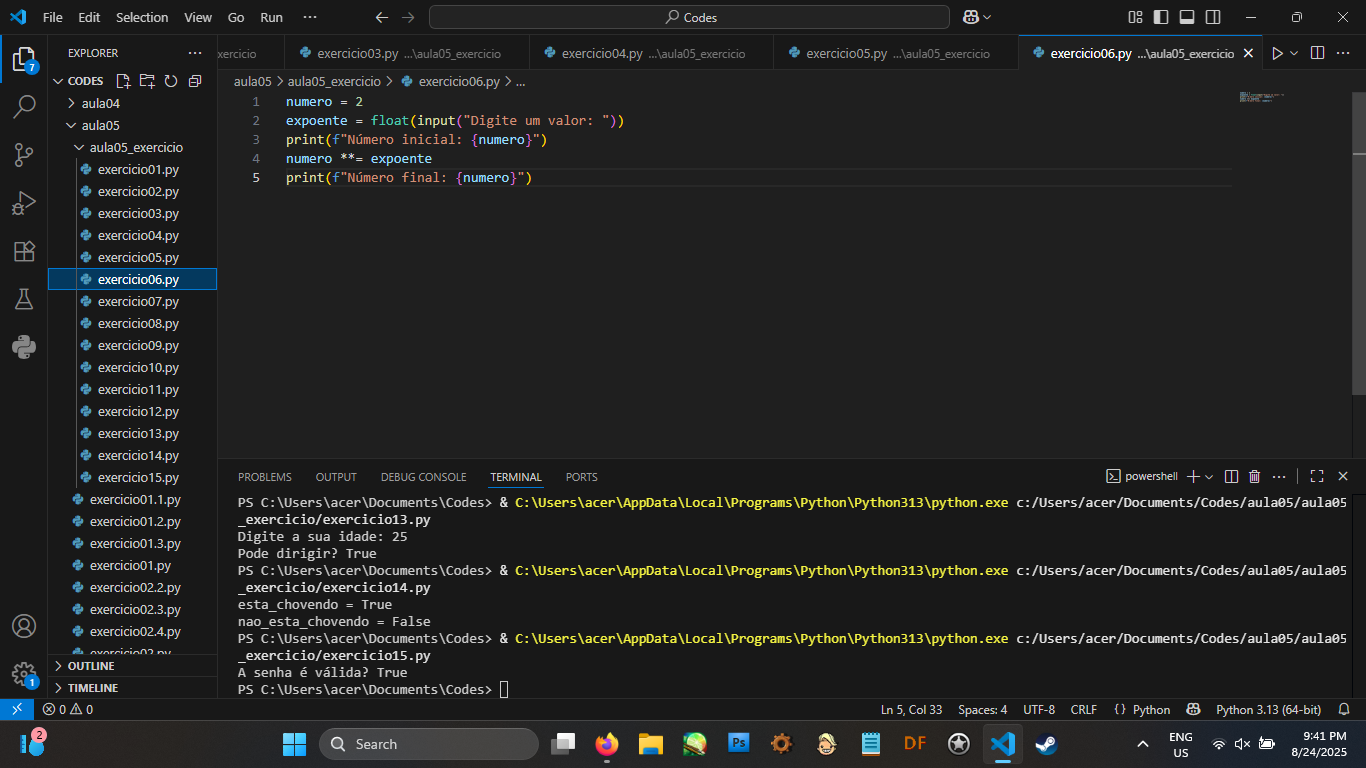 File Edit Selection View Go Run ··· Codes
EXPLORER ···
CODES
aula04
aula05
aula05_exercicio
exercicio01.py
exercicio02.py
exercicio03.py
exercicio04.py
exercicio05.py
exercicio06.py
exercicio07.py
exercicio08.py
exercicio09.py
exercicio10.py
exercicio11.py
exercicio12.py
exercicio13.py
exercicio14.py
exercicio15.py
exercicio01.1.py
exercicio01.2.py
exercicio01.3.py
exercicio01.py
exercicio02.2.py
exercicio02.3.py
exercicio02.4.py
exercicio02.py
OUTLINE
TIMELINE
7
1
xercicio exercicio03.py ...\aula05_exercicio exercicio04.py ...\aula05_exercicio exercicio05.py ...\aula05_exercicio exercicio06.py ...\aula05_exercicio
aula05 > aula05_exercicio > exercicio06.py > ...
1 numero = 2
2 expoente = float(input("Digite um valor: "))
3 print(f"Número inicial: {numero}")
4 numero **= expoente
5 print(f"Número final: {numero}")
PROBLEMS OUTPUT DEBUG CONSOLE TERMINAL PORTS powershell
PS C:\Users\acer\Documents\Codes> & C:\Users\acer\AppData\Local\Programs\Python\Python313\python.exe c:/Users/acer/Documents/Codes/aula05/aula05
_exercicio/exercicio13.py
Digite a sua idade: 25
Pode dirigir? True
PS C:\Users\acer\Documents\Codes> & C:\Users\acer\AppData\Local\Programs\Python\Python313\python.exe c:/Users/acer/Documents/Codes/aula05/aula05
_exercicio/exercicio14.py
esta_chovendo = True
nao_esta_chovendo = False
PS C:\Users\acer\Documents\Codes> & C:\Users\acer\AppData\Local\Programs\Python\Python313\python.exe c:/Users/acer/Documents/Codes/aula05/aula05
_exercicio/exercicio15.py
A senha é válida? True
PS C:\Users\acer\Documents\Codes>
0 0 Ln 5, Col 33 Spaces: 4 UTF-8 CRLF {} Python Python 3.13 (64-bit)
2 Search Ps DF ENG 9:41 PM
US 8/24/2025